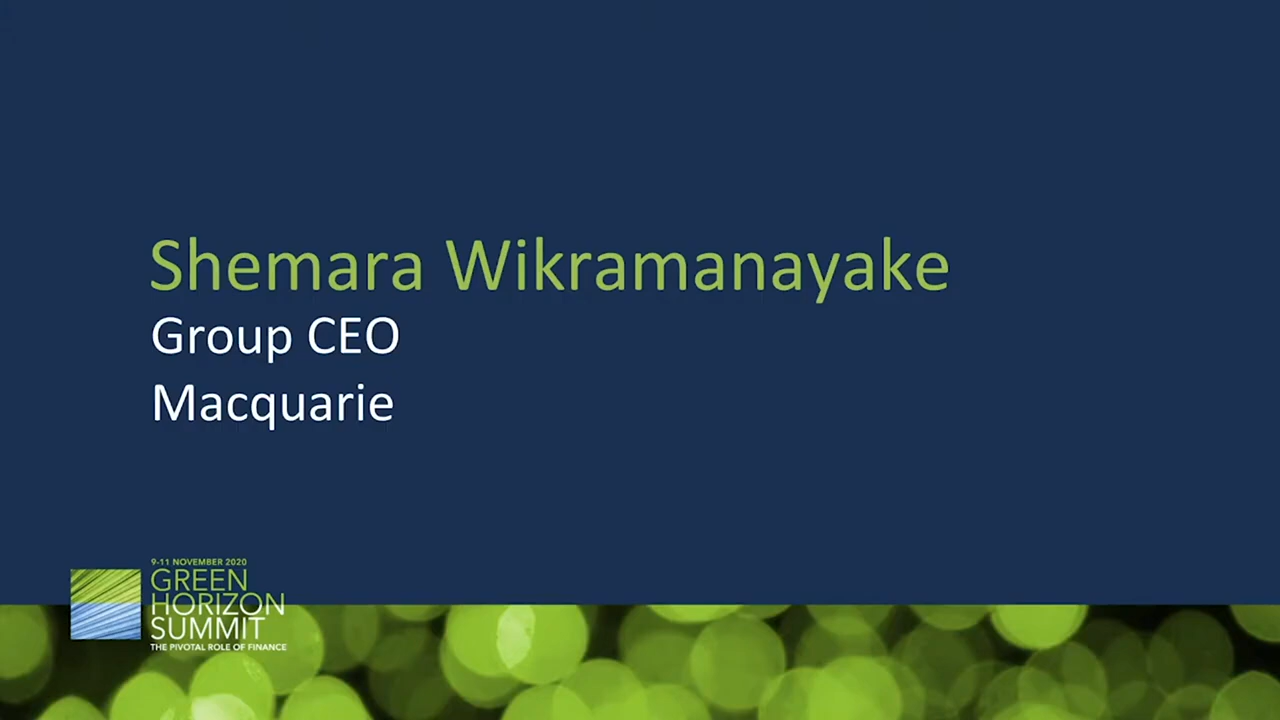 Shemara Wikramanayake
Group CEO
Macquarie
9-11 NOVEMBER 2020
GREEN
HORIZON
SUMMIT
THE PIVOTAL ROLE OF FINANCE